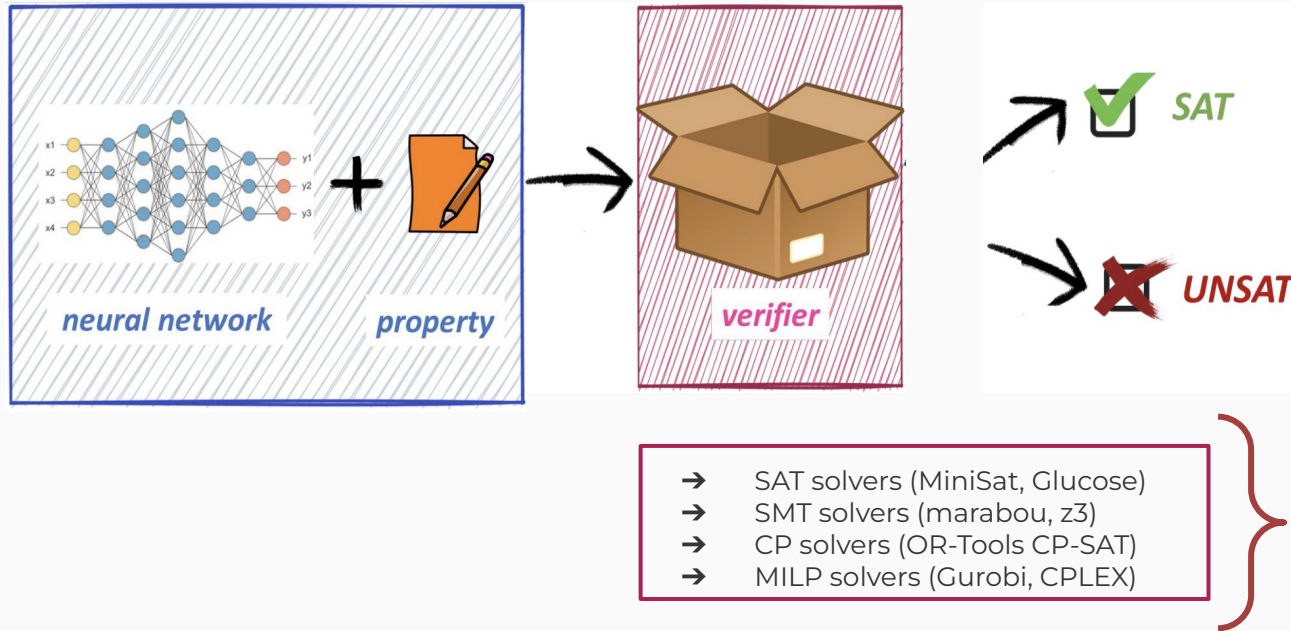 x1
x2
x3
x4
y1
y2
y3
neural network
property
verifier
SAT
UNSAT
➔ SAT solvers (MiniSat, Glucose)
➔ SMT solvers (marabou, z3)
➔ CP solvers (OR-Tools CP-SAT)
➔ MILP solvers (Gurobi, CPLEX)